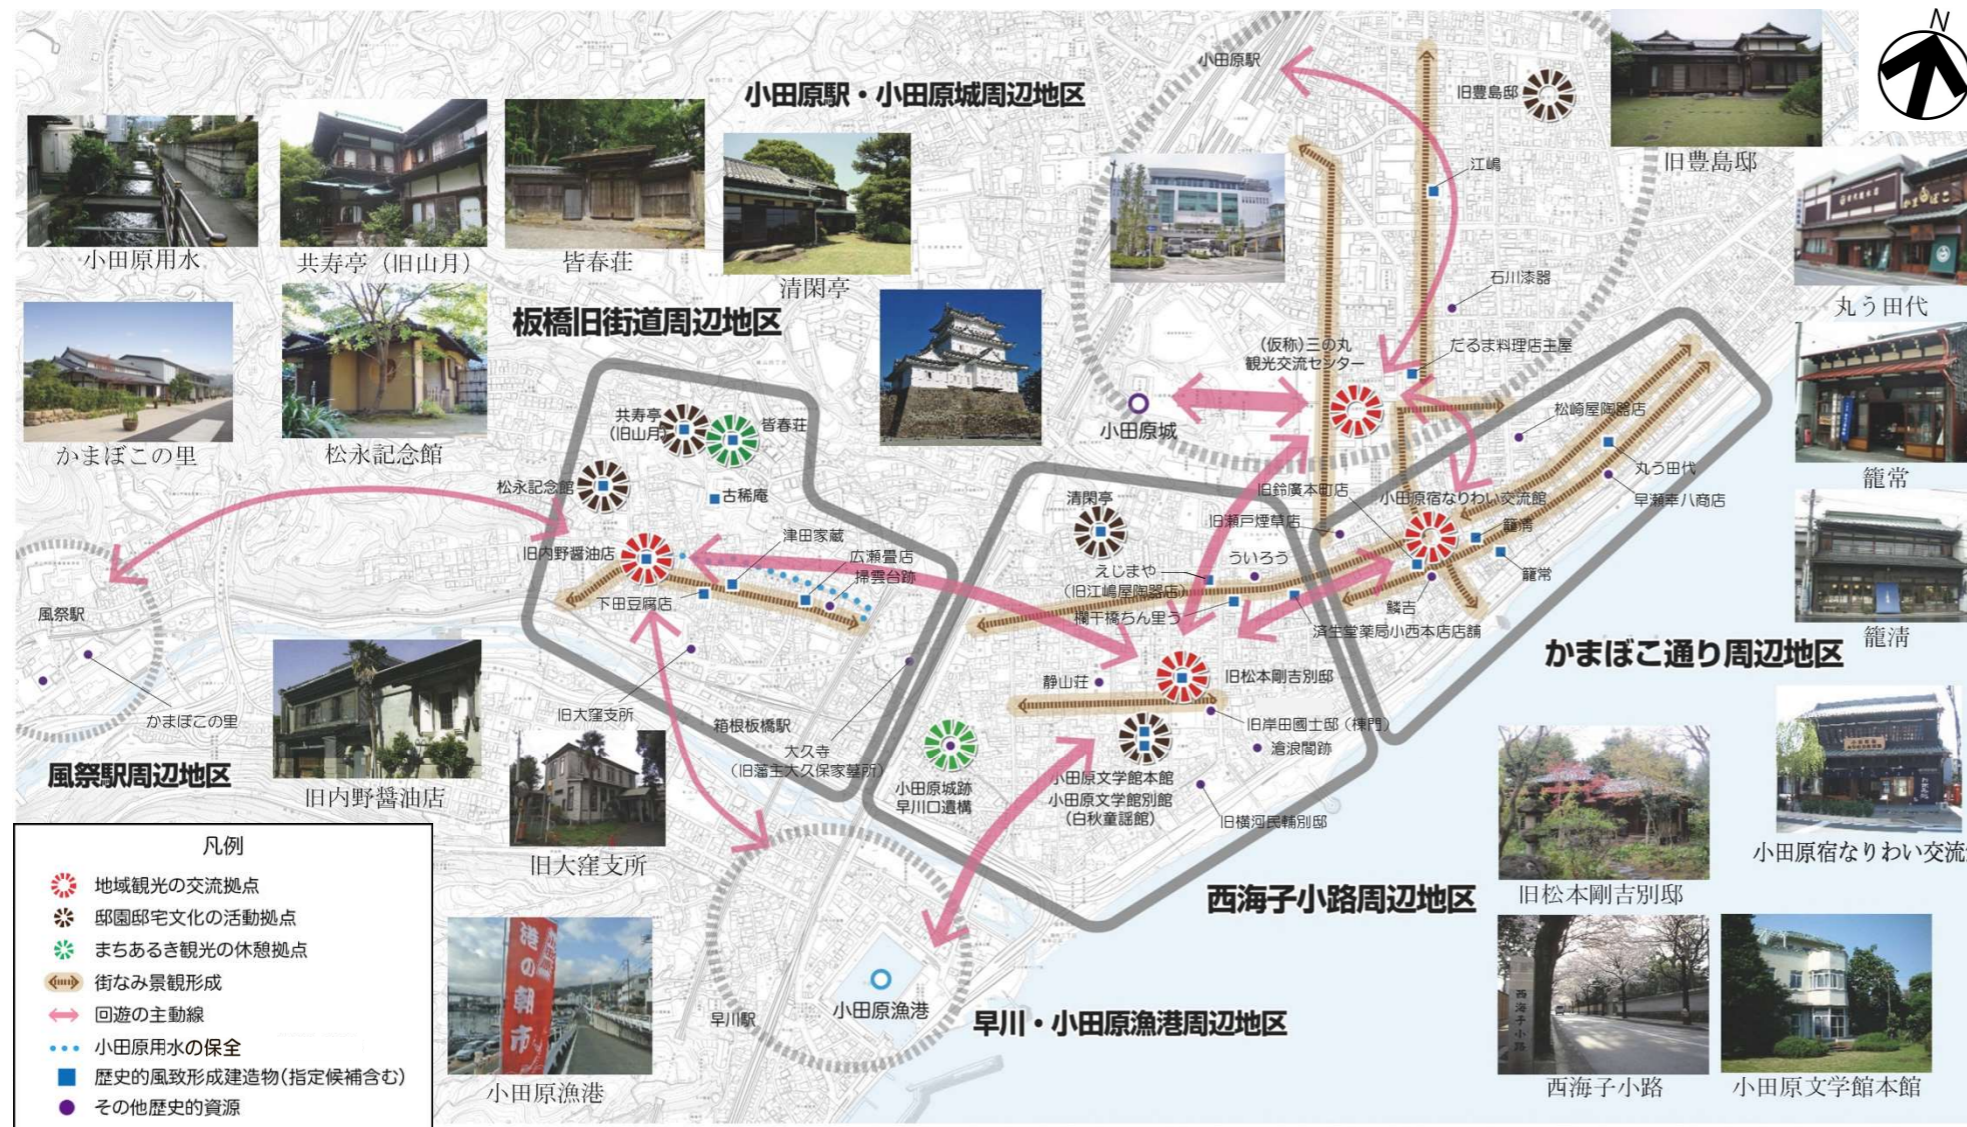 N
小田原駅
小田原駅・小田原城周辺地区
旧豊島邸
旧豊島邸
江嶋
石川漆器
だるま料理店主屋
(仮称)三の丸
観光交流センター
小田原城
丸う田代
籠常
籠淸
小田原用水
共寿亭（旧山月）
皆春荘
清閑亭
かまぼこの里
松永記念館
板橋旧街道周辺地区
共寿亭
(旧山月)
皆春荘
松永記念館
古稀庵
旧内野醤油店
津田家蔵
広瀬畳店
掃雲台跡
下田豆腐店
旧大窪支所
箱根板橋駅
大久寺
(旧藩主大久保家墓所)
風祭駅
かまぼこの里
風祭駅周辺地区
旧内野醤油店
旧大窪支所
清閑亭
旧瀬戸煙草店
旧鈴廣本町店
小田原宿なりわい交流館
松崎屋陶器店
丸う田代
早瀬幸八商店
籠淸
籠常
鱗吉
えじまや
(旧江嶋屋陶器店)
ういろう
欄干橋ちん里う
済生堂薬局小西本店店舗
かまぼこ通り周辺地区
静山荘
旧松本剛吉別邸
旧岸田國士邸(棟門)
滄浪閣跡
小田原城跡
早川口遺構
小田原文学館本館
小田原文学館別館
(白秋童謡館)
旧横河民輔別邸
西海子小路周辺地区
小田原漁港
早川駅
早川・小田原漁港周辺地区
港の朝市
小田原漁港
旧松本剛吉別邸
小田原宿なりわい交流
西海子小路
西海子小路
小田原文学館本館
凡例
地域観光の交流拠点
邸園邸宅文化の活動拠点
まちあるき観光の休憩拠点
街なみ景観形成
回遊の主動線
小田原用水の保全
歴史的風致形成建造物(指定候補含む)
その他歴史的資源